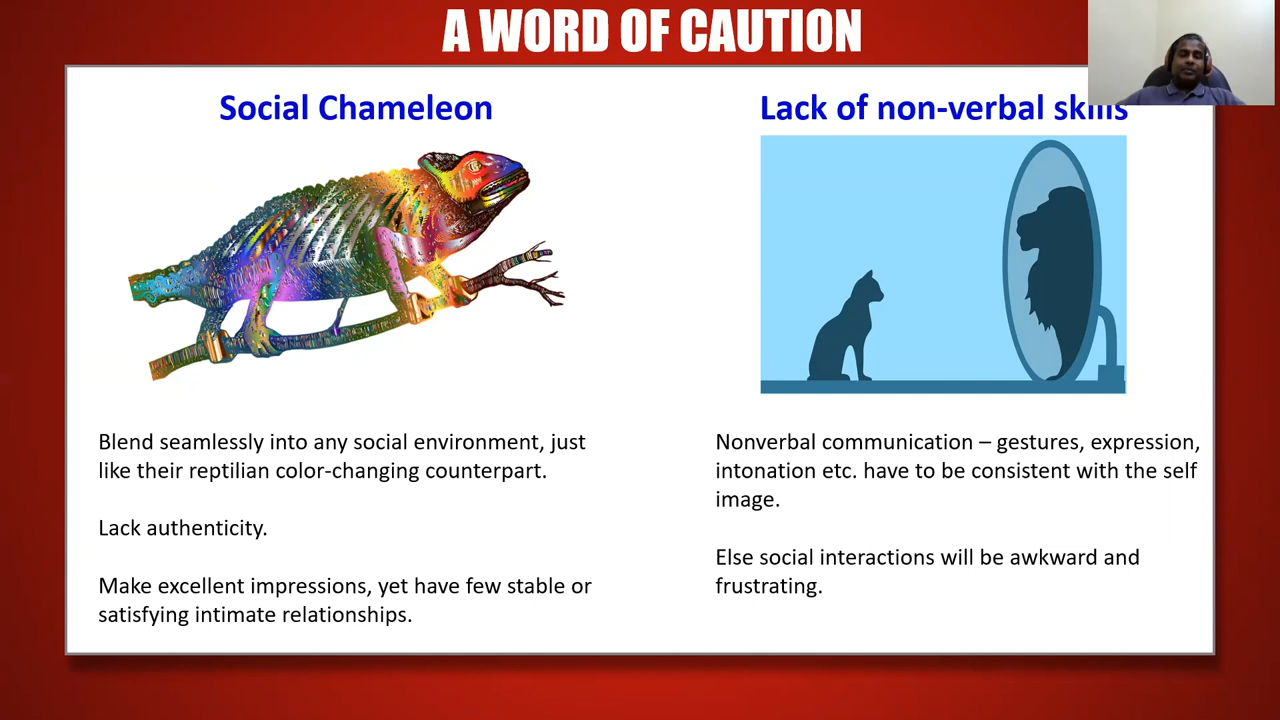 A WORD OF CAUTION
Social Chameleon
Blend seamlessly into any social environment, just
like their reptilian color-changing counterpart.
Lack authenticity.
Make excellent impressions, yet have few stable or
satisfying intimate relationships.
Lack of non-verbal skills
Nonverbal communication – gestures, expression,
intonation etc. have to be consistent with the self
image.
Else social interactions will be awkward and
frustrating.